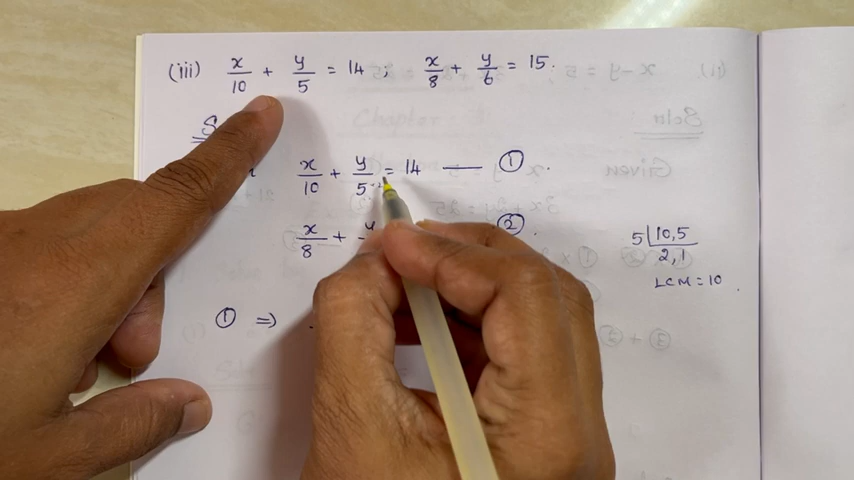 (iii) x/10 + y/5 = 14 ; x/8 + y/6 = 15.
x/10 + y/5 = 14 —— ①.
x/8 + y ②.
5 | 10, 5
2, 1
LCM = 10.
① ⇒